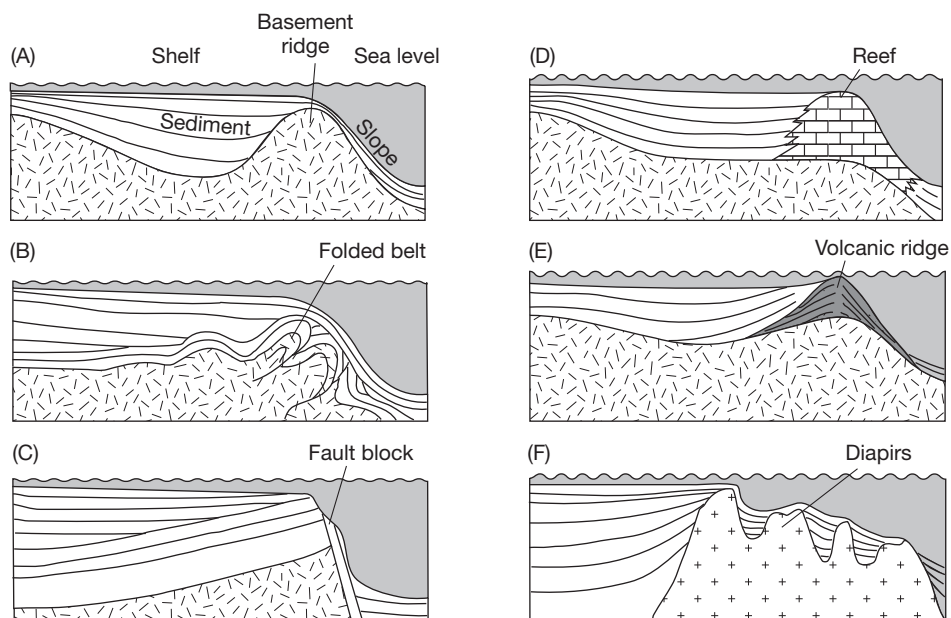 (A)
Shelf
Basement
ridge
Sea level
Sediment
Slope
(B)
Folded belt
(C)
Fault block
(D)
Reef
(E)
Volcanic ridge
(F)
Diapirs